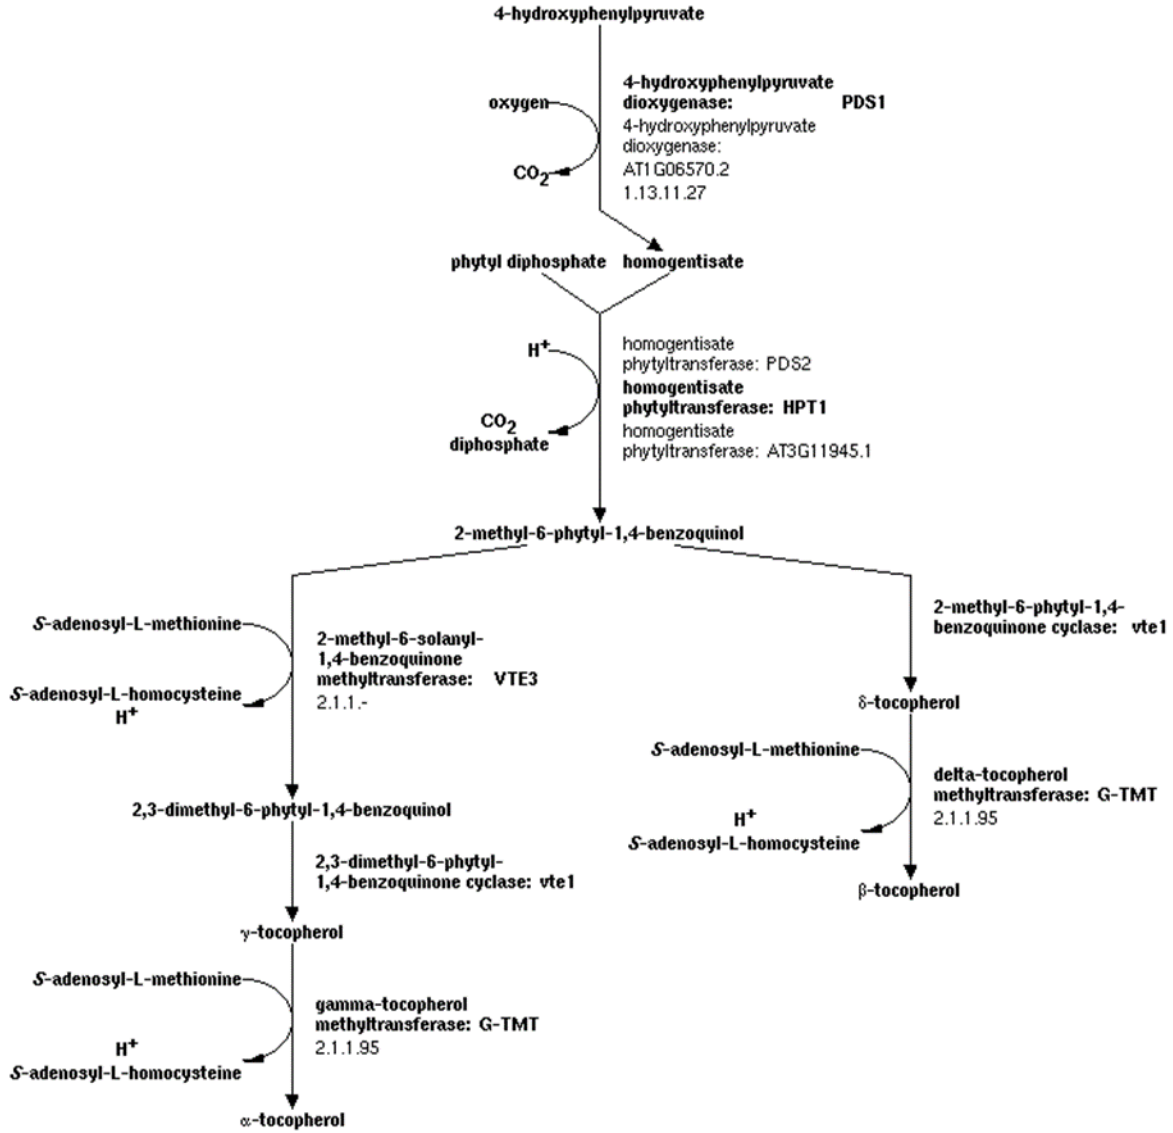 4-hydroxyphenylpyruvate
4-hydroxyphenylpyruvate
dioxygenase: PDS1
oxygen
4-hydroxyphenylpyruvate
dioxygenase:
AT1G06570.2
CO2
1.13.11.27
phytyl diphosphate homogentisate
H+
homogentisate
phytyltransferase: PDS2
homogentisate
phytyltransferase: HPT1
CO2
diphosphate
homogentisate
phytyltransferase: AT3G11945.1
2-methyl-6-phytyl-1,4-benzoquinol
S-adenosyl-L-methionine
2-methyl-6-solanyl-
1,4-benzoquinone
methyltransferase: VTE3
2.1.1.-
S-adenosyl-L-homocysteine
H+
2,3-dimethyl-6-phytyl-1,4-benzoquinol
2,3-dimethyl-6-phytyl-
1,4-benzoquinone cyclase: vte1
γ-tocopherol
S-adenosyl-L-methionine
gamma-tocopherol
methyltransferase: G-TMT
2.1.1.95
H+
S-adenosyl-L-homocysteine
α-tocopherol
2-methyl-6-phytyl-1,4-
benzoquinone cyclase: vte1
δ-tocopherol
S-adenosyl-L-methionine
delta-tocopherol
methyltransferase: G-TMT
2.1.1.95
H+
S-adenosyl-L-homocysteine
β-tocopherol